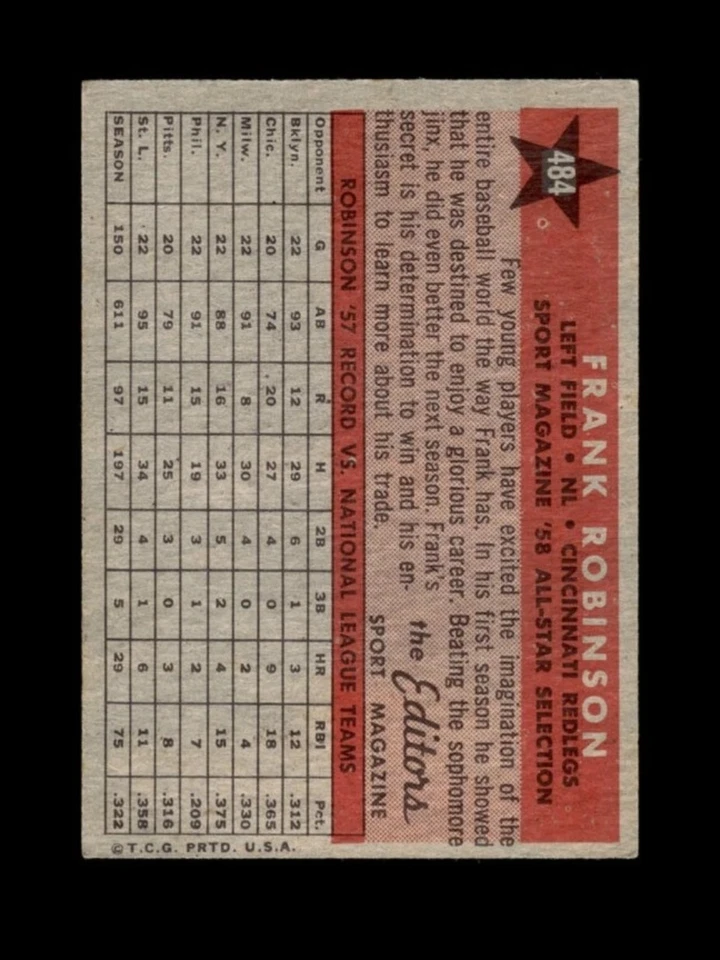 484
FRANK ROBINSON
LEFT FIELD • NL • CINCINNATI REDLEGS
SPORT MAGAZINE '58 ALL-STAR SELECTION
Few young players have excited the imagination of the
entire baseball world the way Frank has. In his first season he showed
that he was destined to enjoy a glorious career. Beating the sophomore
jinx, he did even better the next season. Frank's
secret is his determination to win and his en-
thusiasm to learn more about his trade.
the Editors
SPORT MAGAZINE
ROBINSON '57 RECORD VS. NATIONAL LEAGUE TEAMS
Opponent G AB R H 2B 3B HR RBI Pct.
Bklyn. 22 93 12 29 6 1 3 12 .312
Chic. 20 74 20 27 4 0 9 18 .365
Milw. 22 91 8 30 4 0 2 4 .330
N. Y. 22 88 16 33 5 2 4 15 .375
Phil. 22 91 15 19 3 1 2 7 .209
Pitts. 20 79 11 25 3 0 3 8 .316
St. L. 22 95 15 34 4 1 6 11 .358
SEASON 150 611 97 197 29 5 29 75 .322
©T.C.G. PRTD. U.S.A.